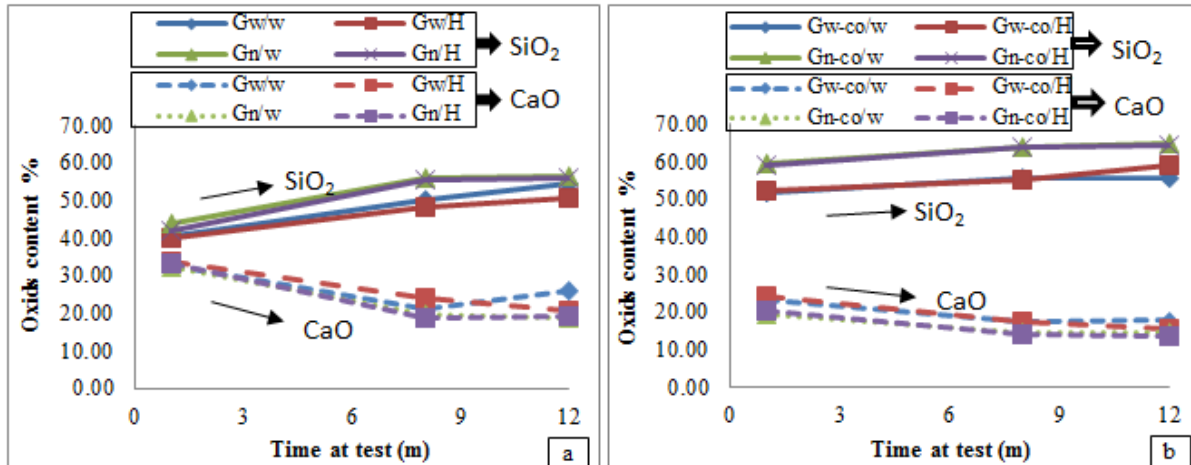 Gw/w Gw/H
Gn/w Gn/H
SiO2
Gw/w Gw/H
Gn/w Gn/H
CaO
70.00
60.00
50.00
40.00
30.00
20.00
10.00
0.00
Oxids content %
SiO2
CaO
0 3 6 9 12
Time at test (m)
a
Gw-co/w Gw-co/H
Gn-co/w Gn-co/H
SiO2
Gw-co/w Gw-co/H
Gn-co/w Gn-co/H
CaO
70.00
60.00
50.00
40.00
30.00
20.00
10.00
0.00
Oxids content %
SiO2
CaO
0 3 6 9 12
Time at test (m)
b